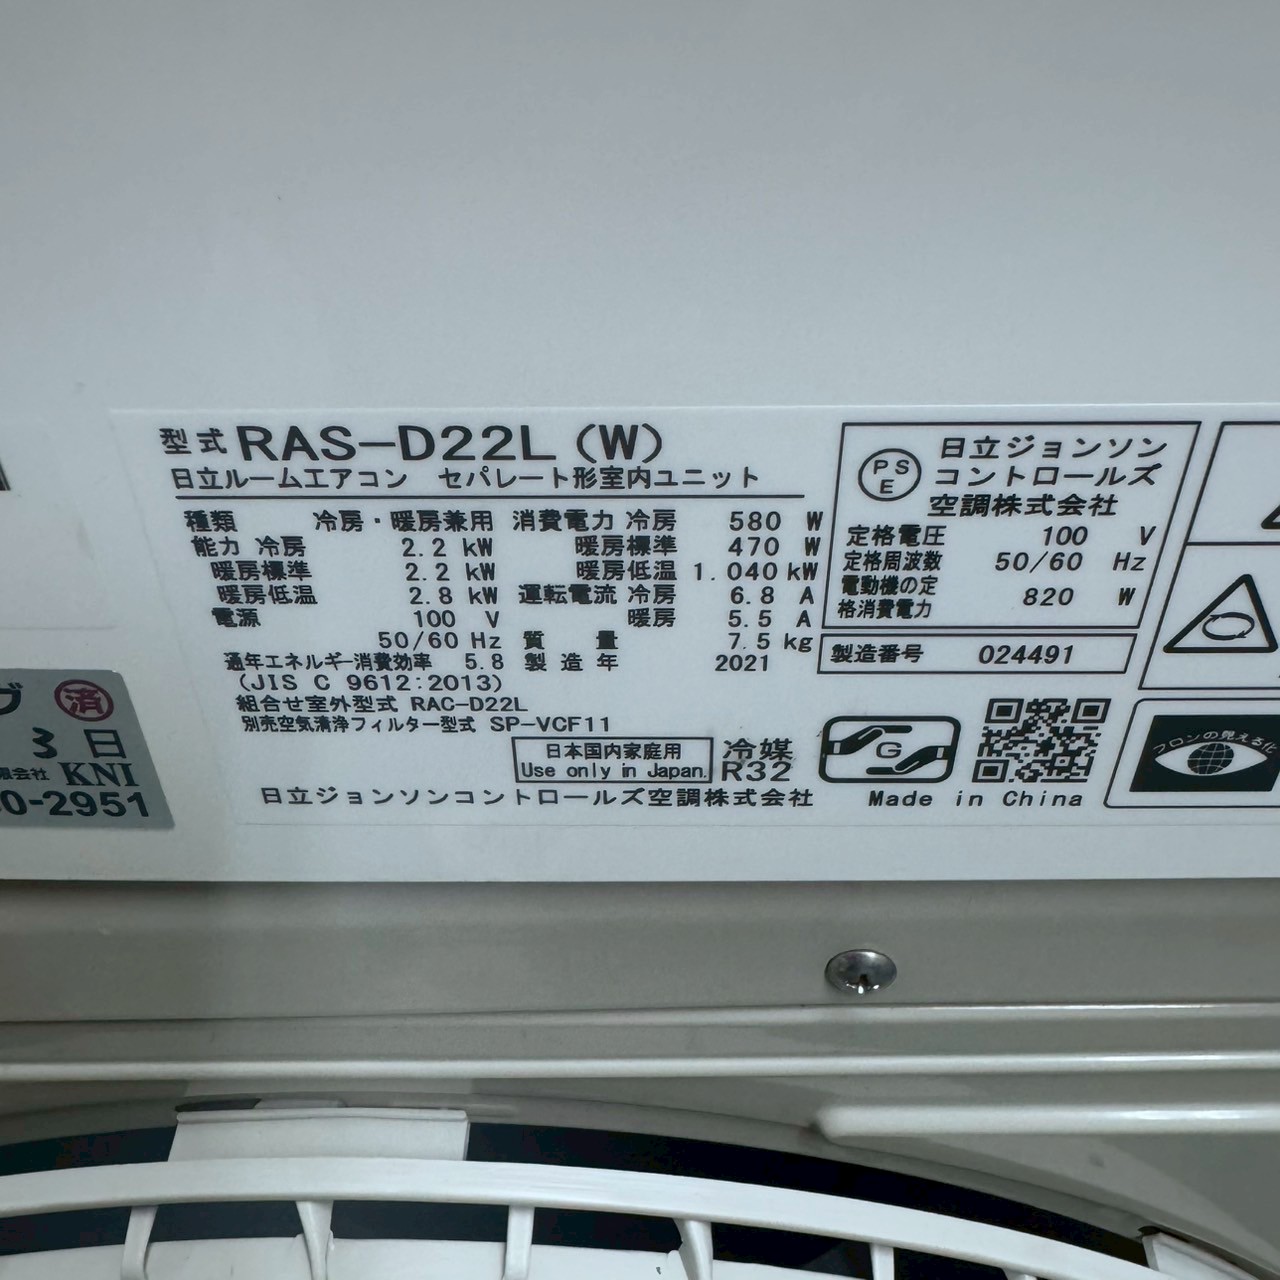 型式 RAS-D22L(W)
日立ルームエアコン セパレート形室内ユニット
種類 冷房・暖房兼用
能力 冷房 2.2 kW
暖房標準 2.2 kW
暖房低温 2.8 kW
電源 100 V
50/60 Hz
通年エネルギー消費効率 5.8
(JIS C 9612:2013)
消費電力 冷房 580 W
暖房標準 470 W
暖房低温 1.040 kW
運転電流 冷房 6.8 A
暖房 5.5 A
質量 7.5 kg
製造年 2021
組合せ室外型式 RAC-D22L
別売空気清浄フィルター型式 SP-VCF11
日本国内家庭用
Use only in Japan.
冷媒
R32
日立ジョンソンコントロールズ空調株式会社
PSE
日立ジョンソン
コントロールズ
空調株式会社
定格電圧 100 V
定格周波数 50/60 Hz
電動機の定
格消費電力 820 W
製造番号 024491
G
Made in China
フロンの見える化
済
3日
限会社 KNI
0-2951